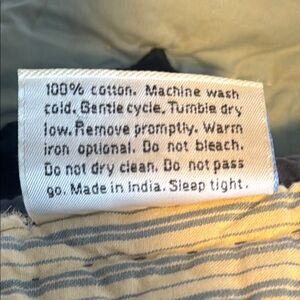 100% cotton. Machine wash
cold. Gentle cycle. Tumble dry
low. Remove promptly. Warm
iron optional. Do not bleach.
Do not dry clean. Do not pass
go. Made in India. Sleep tight.